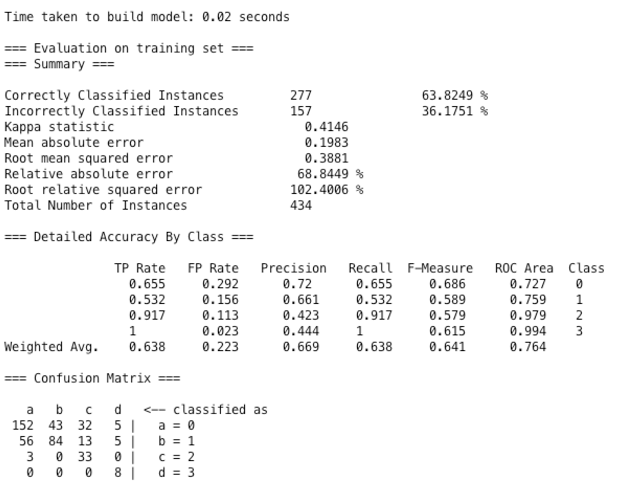 Time taken to build model: 0.02 seconds
=== Evaluation on training set ===
=== Summary ===
Correctly Classified Instances 277 63.8249 %
Incorrectly Classified Instances 157 36.1751 %
Kappa statistic 0.4146
Mean absolute error 0.1983
Root mean squared error 0.3881
Relative absolute error 68.8449 %
Root relative squared error 102.4006 %
Total Number of Instances 434
=== Detailed Accuracy By Class ===
TP Rate FP Rate Precision Recall F-Measure ROC Area Class
0.655 0.292 0.72 0.655 0.686 0.727 0
0.532 0.156 0.661 0.532 0.589 0.759 1
0.917 0.113 0.423 0.917 0.579 0.979 2
1 0.023 0.444 1 0.615 0.994 3
Weighted Avg. 0.638 0.223 0.669 0.638 0.641 0.764
=== Confusion Matrix ===
a b c d <-- classified as
152 43 32 5 | a = 0
56 84 13 5 | b = 1
3 0 33 0 | c = 2
0 0 0 8 | d = 3